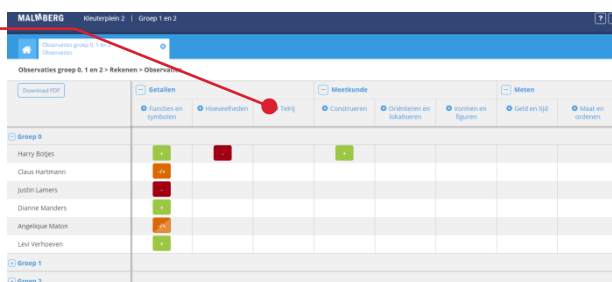 MALMBERG Kleuterplein 2 | Groep 1 en 2 ?
Observaties groep 0, 1 en 2
Observaties
Observaties groep 0, 1 en 2 > Rekenen > Observaties
Download PDF Getallen Meetkunde Meten
Functies en symbolen Hoeveelheden Telrij Construeren Oriënteren en lokaliseren Vormen en figuren Geld en tijd Maat en ordenen
Groep 0
Harry Botjes + - +
Claus Hartmann -/+
Justin Lamers -
Dianne Manders +
Angelique Maton -/+
Levi Verhoeven +
Groep 1
Groep 2